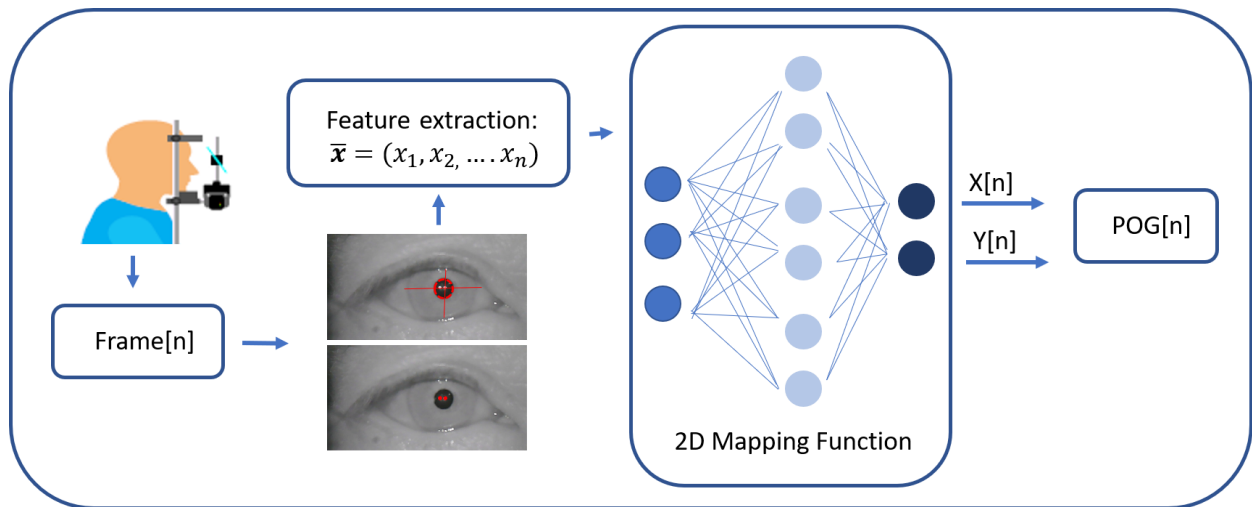 Frame[n]
Feature extraction:
x̅ = (x₁, x₂, … . xₙ)
2D Mapping Function
X[n]
Y[n]
POG[n]